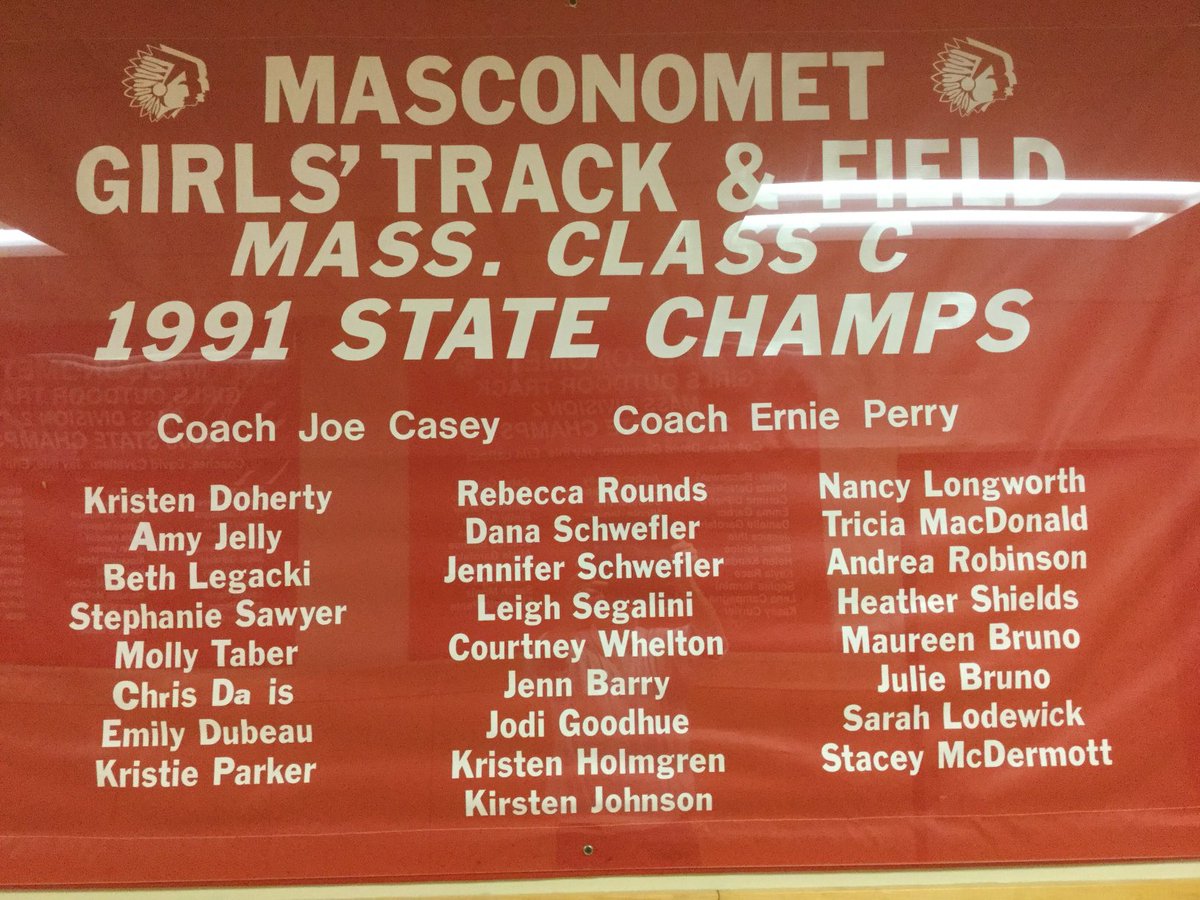 MASCONOMET
GIRLS' TRACK & FIELD
MASS. CLASS C
1991 STATE CHAMPS
Coach Joe Casey
Coach Ernie Perry
Kristen Doherty
Amy Jelly
Beth Legacki
Stephanie Sawyer
Molly Taber
Chris Da is
Emily Dubeau
Kristie Parker
Rebecca Rounds
Dana Schwefler
Jennifer Schwefler
Leigh Segalini
Courtney Whelton
Jenn Barry
Jodi Goodhue
Kristen Holmgren
Kirsten Johnson
Nancy Longworth
Tricia MacDonald
Andrea Robinson
Heather Shields
Maureen Bruno
Julie Bruno
Sarah Lodewick
Stacey McDermott